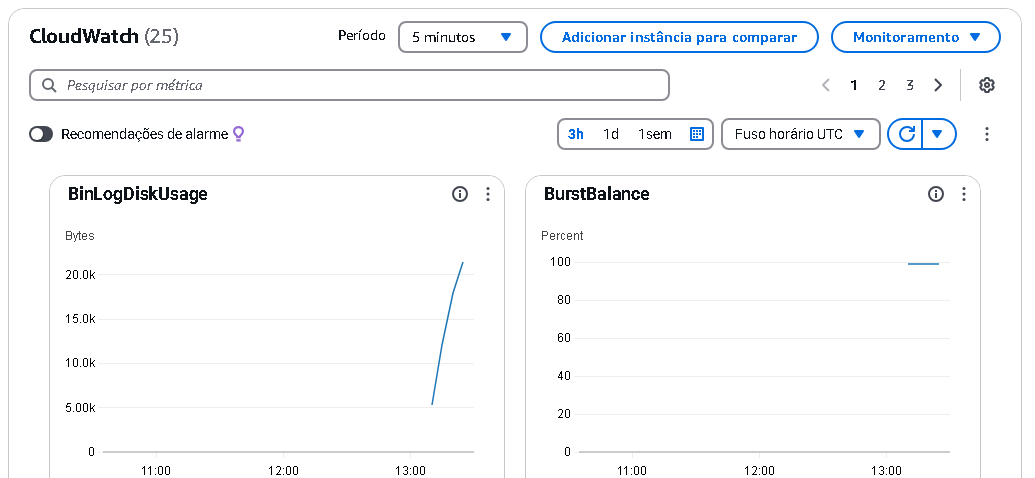 CloudWatch (25)
Período
5 minutos
Adicionar instância para comparar
Monitoramento
Pesquisar por métrica
1 2 3
Recomendações de alarme
3h 1d 1sem
Fuso horário UTC
BinLogDiskUsage
Bytes
20.0k
15.0k
10.0k
5.00k
0
11:00 12:00 13:00
BurstBalance
Percent
100
80
60
40
20
0
11:00 12:00 13:00